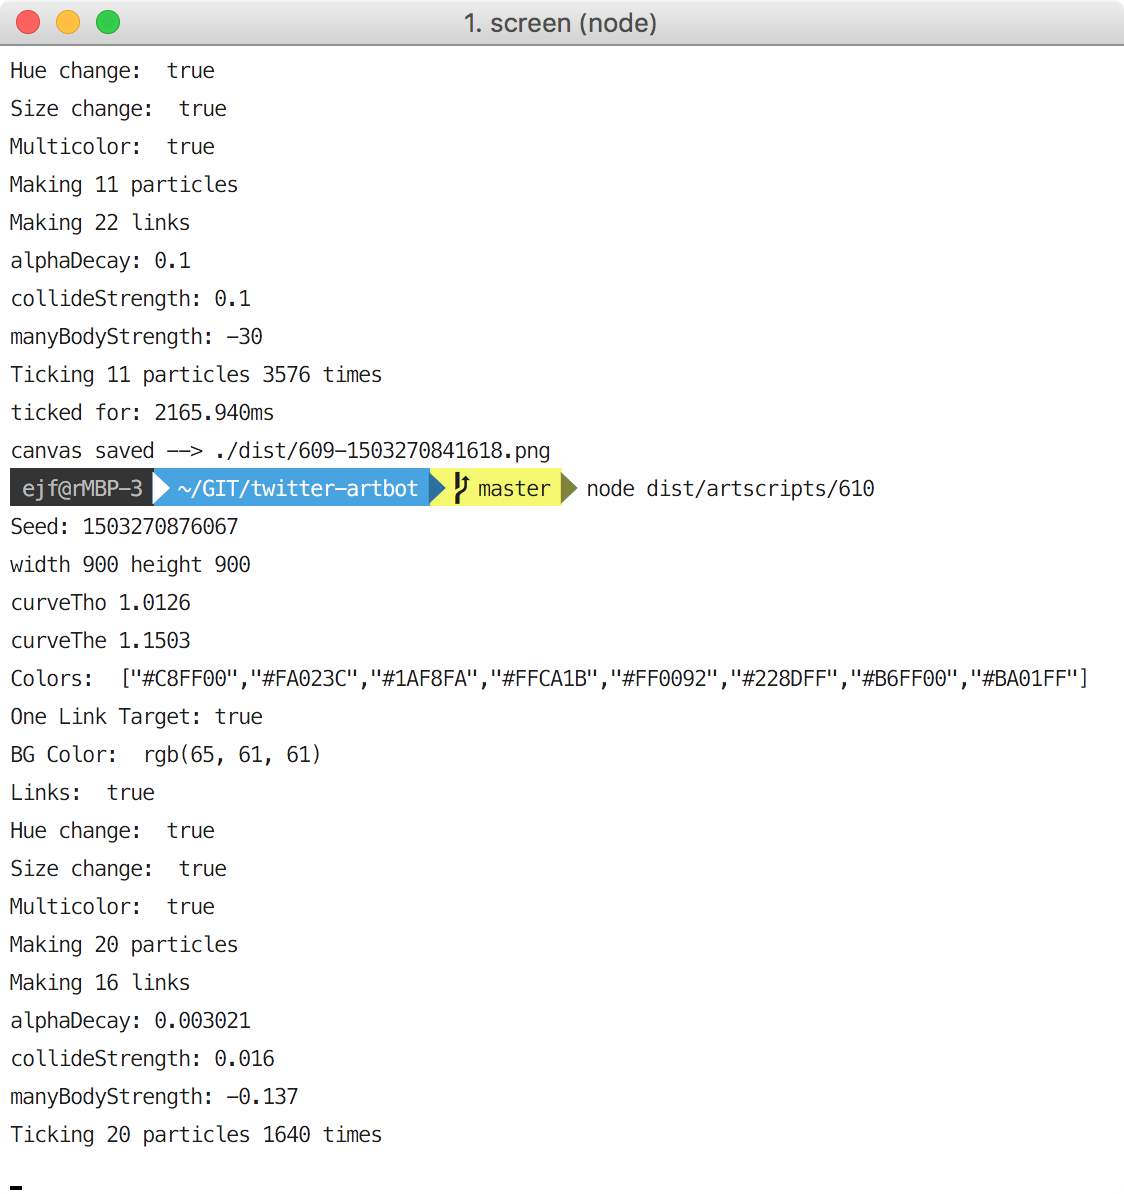 1. screen (node)
Hue change:  true
Size change:  true
Multicolor:  true
Making 11 particles
Making 22 links
alphaDecay: 0.1
collideStrength: 0.1
manyBodyStrength: -30
Ticking 11 particles 3576 times
ticked for: 2165.940ms
canvas saved --> ./dist/609-1503270841618.png
ejf@rMBP-3 ~/GIT/twitter-artbot master node dist/artscripts/610
Seed: 1503270876067
width 900 height 900
curveTho 1.0126
curveThe 1.1503
Colors:  ["#C8FF00","#FA023C","#1AF8FA","#FFCA1B","#FF0092","#228DFF","#B6FF00","#BA01FF"]
One Link Target: true
BG Color:  rgb(65, 61, 61)
Links:  true
Hue change:  true
Size change:  true
Multicolor:  true
Making 20 particles
Making 16 links
alphaDecay: 0.003021
collideStrength: 0.016
manyBodyStrength: -0.137
Ticking 20 particles 1640 times